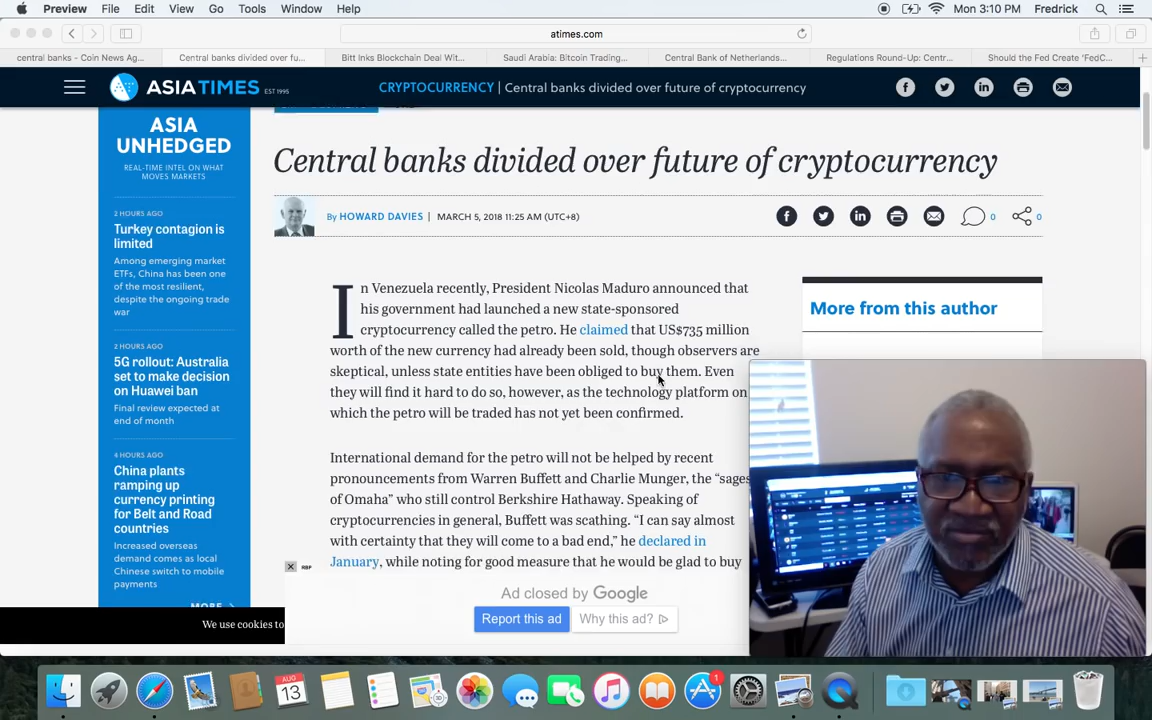 Preview File Edit View Go Tools Window Help Mon 3:10 PM Fredrick
atimes.com
central banks - Coin News Ag... Central banks divided over fu... Bitt Inks Blockchain Deal Wit... Saudi Arabia: Bitcoin Trading... Central Bank of Netherlands... Regulations Round-Up: Centr... Should the Fed Create 'FedC...
ASIA TIMES EST 1995 CRYPTOCURRENCY | Central banks divided over future of cryptocurrency
ASIA
UNHEDGED
REAL-TIME INTEL ON WHAT
MOVES MARKETS
2 HOURS AGO
Turkey contagion is
limited
Among emerging market
ETFs, China has been one
of the most resilient,
despite the ongoing trade
war
2 HOURS AGO
5G rollout: Australia
set to make decision
on Huawei ban
Final review expected at
end of month
4 HOURS AGO
China plants
ramping up
currency printing
for Belt and Road
countries
Increased overseas
demand comes as local
Chinese switch to mobile
payments
MORE
Central banks divided over future of cryptocurrency
By HOWARD DAVIES | MARCH 5, 2018 11:25 AM (UTC+8)
0 0
In Venezuela recently, President Nicolas Maduro announced that
his government had launched a new state-sponsored
cryptocurrency called the petro. He claimed that US$735 million
worth of the new currency had already been sold, though observers are
skeptical, unless state entities have been obliged to buy them. Even
they will find it hard to do so, however, as the technology platform on
which the petro will be traded has not yet been confirmed.
International demand for the petro will not be helped by recent
pronouncements from Warren Buffett and Charlie Munger, the "sages
of Omaha" who still control Berkshire Hathaway. Speaking of
cryptocurrencies in general, Buffett was scathing. "I can say almost
with certainty that they will come to a bad end," he declared in
January, while noting for good measure that he would be glad to buy
More from this author
RBP
Ad closed by Google
Report this ad Why this ad?
We use cookies to
AUG
13
1